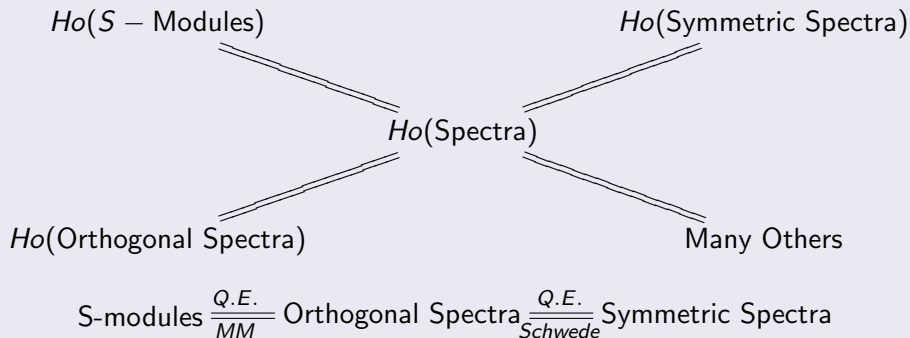 Ho(S − Modules) Ho(Symmetric Spectra)
Ho(Spectra)
Ho(Orthogonal Spectra) Many Others
Q.E. Q.E.
S-modules Orthogonal Spectra Symmetric Spectra
MM Schwede